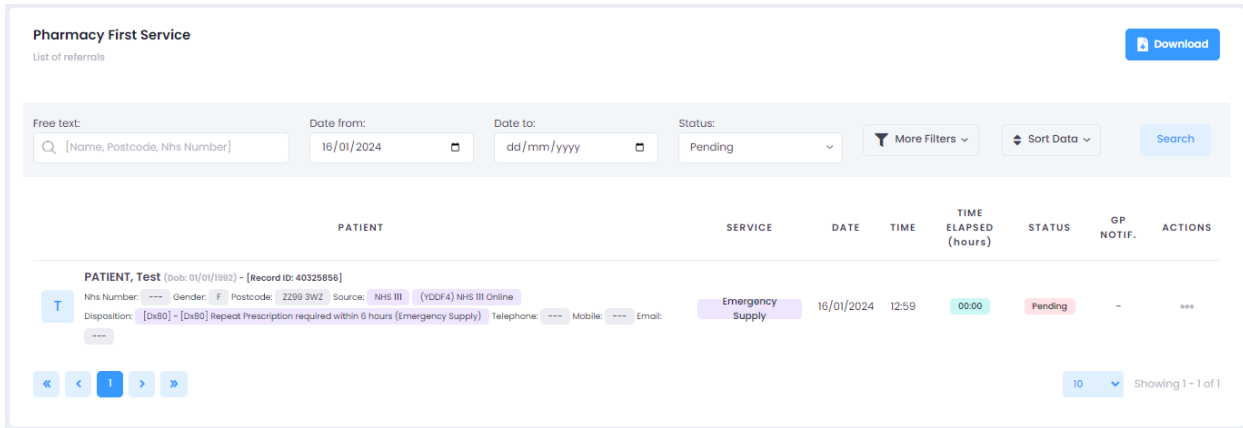 Pharmacy First Service
List of referrals
Download
Free text:
[Name, Postcode, Nhs Number]
Date from:
16/01/2024
Date to:
dd/mm/yyyy
Status:
Pending
More Filters
Sort Data
Search
PATIENT
SERVICE
DATE
TIME
TIME
ELAPSED
(hours)
STATUS
GP
NOTIF.
ACTIONS
T
PATIENT, Test (Dob: 01/01/1992) - [Record ID: 40325856]
Nhs Number: --- Gender: F Postcode: ZZ99 3WZ Source: NHS 111 (YDDF4) NHS 111 Online
Disposition: [Dx80] - [Dx80] Repeat Prescription required within 6 hours (Emergency Supply) Telephone: --- Mobile: --- Email:
---
Emergency
Supply
16/01/2024
12:59
00:00
Pending
-
« ‹ 1 › »
10
Showing 1 - 1 of 1